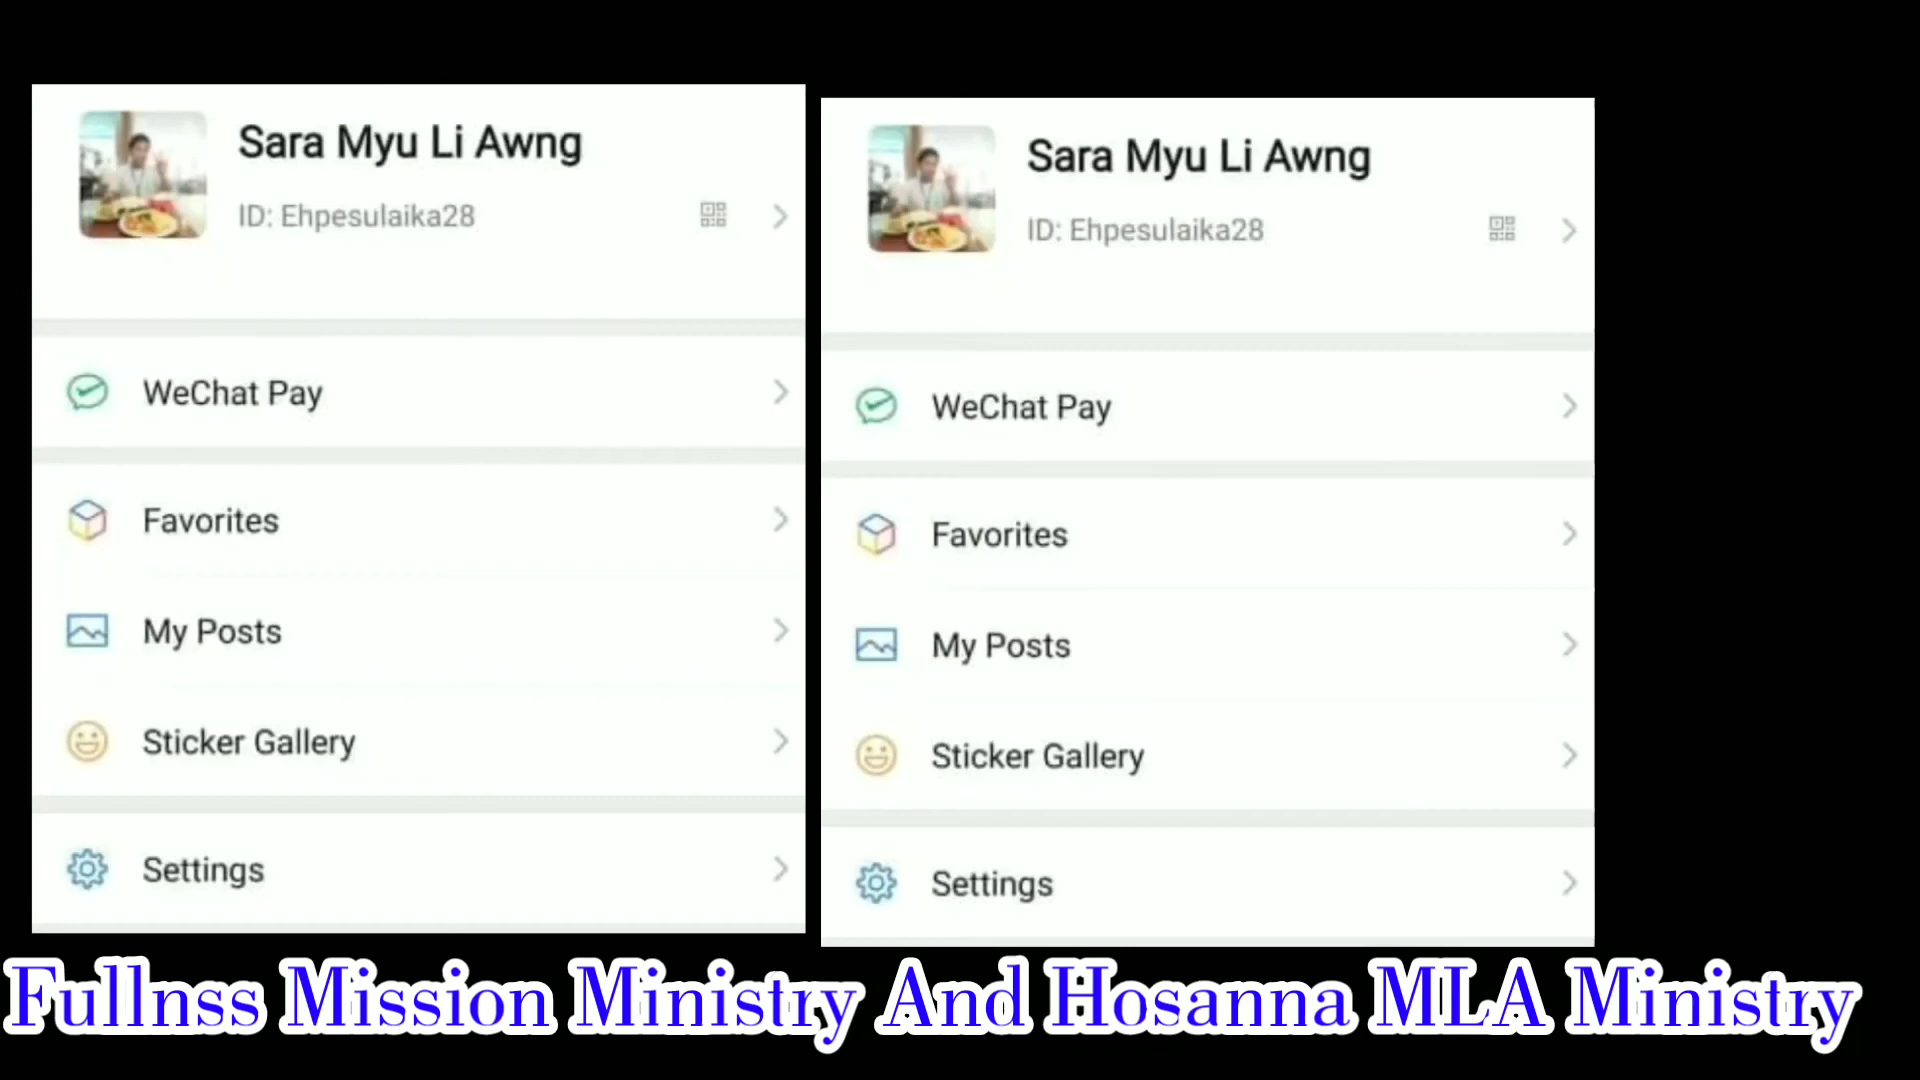 Sara Myu Li Awng
ID: Ehpesulaika28
WeChat Pay
Favorites
My Posts
Sticker Gallery
Settings
Sara Myu Li Awng
ID: Ehpesulaika28
WeChat Pay
Favorites
My Posts
Sticker Gallery
Settings
Fullnss Mission Ministry And Hosanna MLA Ministry